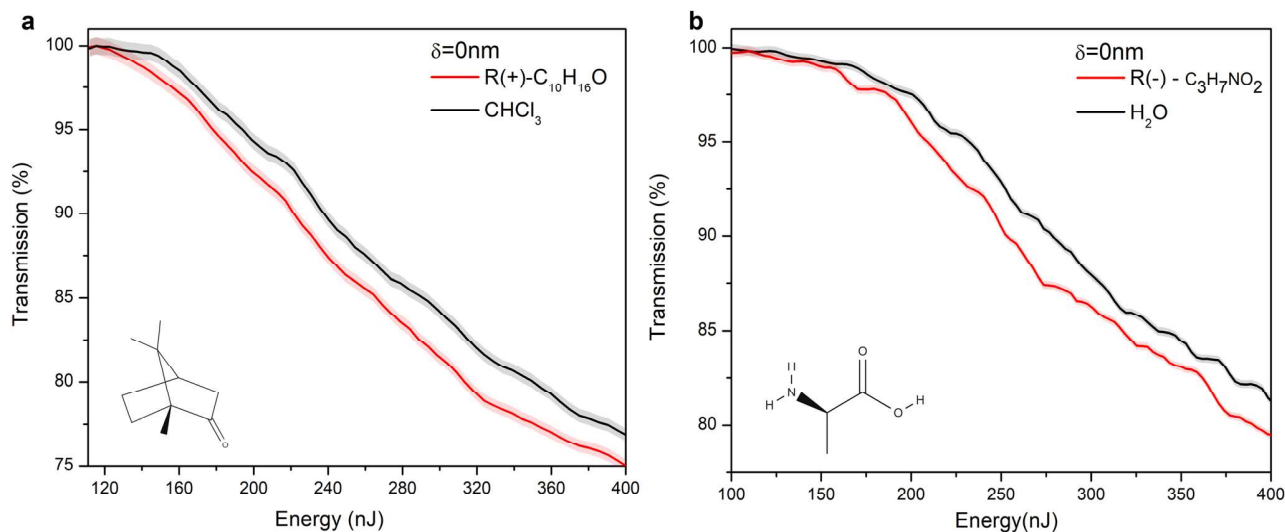 a
δ=0nm
R(+)-C₁₀H₁₆O
CHCl₃
Transmission (%)
100
95
90
85
80
75
120
160
200
240
280
320
360
400
Energy (nJ)
O
b
δ=0nm
R(-) - C₃H₇NO₂
H₂O
Transmission (%)
100
95
90
85
80
100
150
200
250
300
350
400
Energy(nJ)
H
H
N
O
O
H